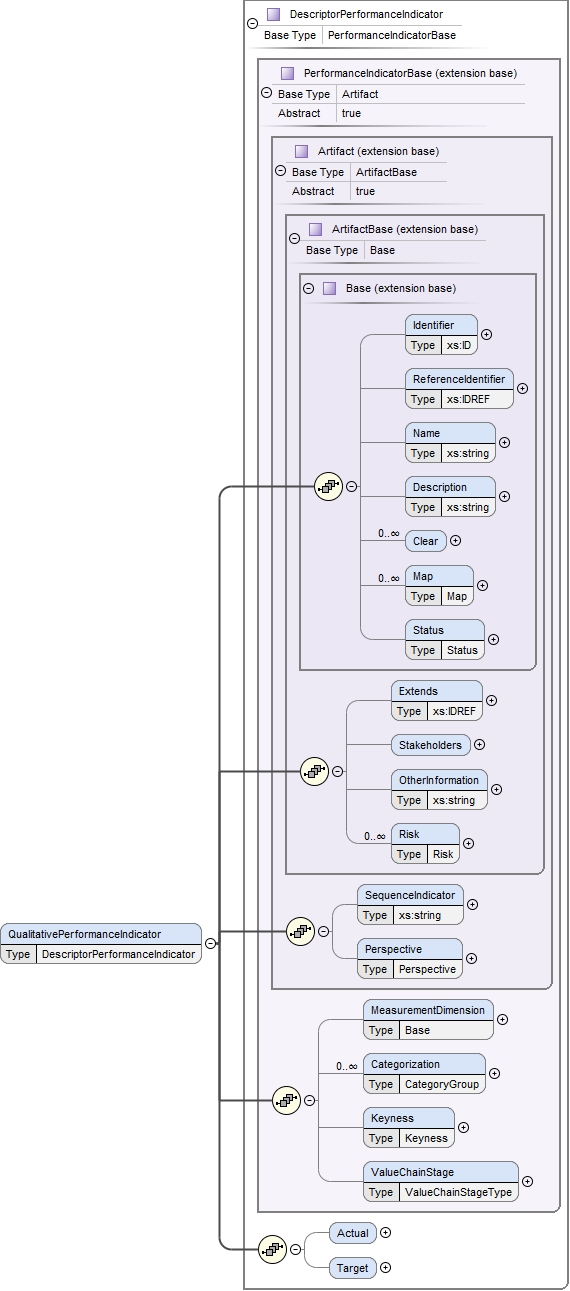 DescriptorPerformanceIndicator
Base Type PerformanceIndicatorBase
PerformanceIndicatorBase (extension base)
Base Type Artifact
Abstract true
Artifact (extension base)
Base Type ArtifactBase
Abstract true
ArtifactBase (extension base)
Base Type Base
Base (extension base)
Identifier
Type xs:ID
ReferenceIdentifier
Type xs:IDREF
Name
Type xs:string
Description
Type xs:string
0..∞
Clear
0..∞
Map
Type Map
Status
Type Status
Extends
Type xs:IDREF
Stakeholders
OtherInformation
Type xs:string
0..∞
Risk
Type Risk
SequenceIndicator
Type xs:string
Perspective
Type Perspective
QualitativePerformanceIndicator
Type DescriptorPerformanceIndicator
MeasurementDimension
Type Base
0..∞
Categorization
Type CategoryGroup
Keyness
Type Keyness
ValueChainStage
Type ValueChainStageType
Actual
Target